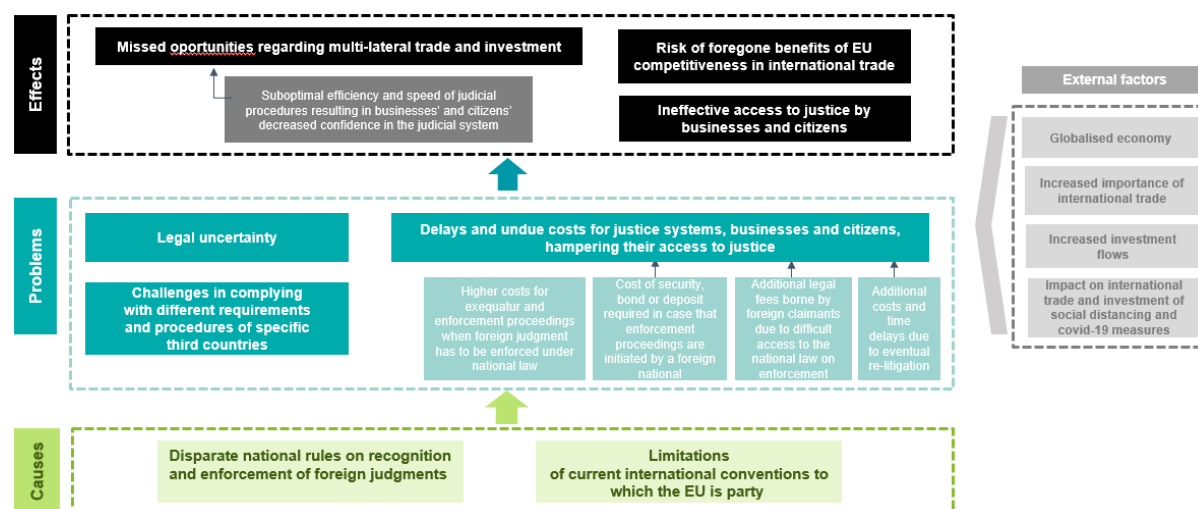 Effects
Missed oportunities regarding multi-lateral trade and investment
Suboptimal efficiency and speed of judicial
procedures resulting in businesses' and citizens'
decreased confidence in the judicial system
Risk of foregone benefits of EU
competitiveness in international trade
Ineffective access to justice by
businesses and citizens
Problems
Legal uncertainty
Challenges in complying
with different requirements
and procedures of specific
third countries
Delays and undue costs for justice systems, businesses and citizens,
hampering their access to justice
Higher costs for
exequatur and
enforcement proceedings
when foreign judgment
has to be enforced under
national law
Cost of security,
bond or deposit
required in case that
enforcement
proceedings are
initiated by a foreign
national
Additional legal
fees borne by
foreign claimants
due to difficult
access to the
national law on
enforcement
Additional
costs and
time
delays due
to eventual
re-litigation
Causes
Disparate national rules on recognition
and enforcement of foreign judgments
Limitations
of current international conventions to
which the EU is party
External factors
Globalised economy
Increased importance of
international trade
Increased investment
flows
Impact on international
trade and investment of
social distancing and
covid-19 measures